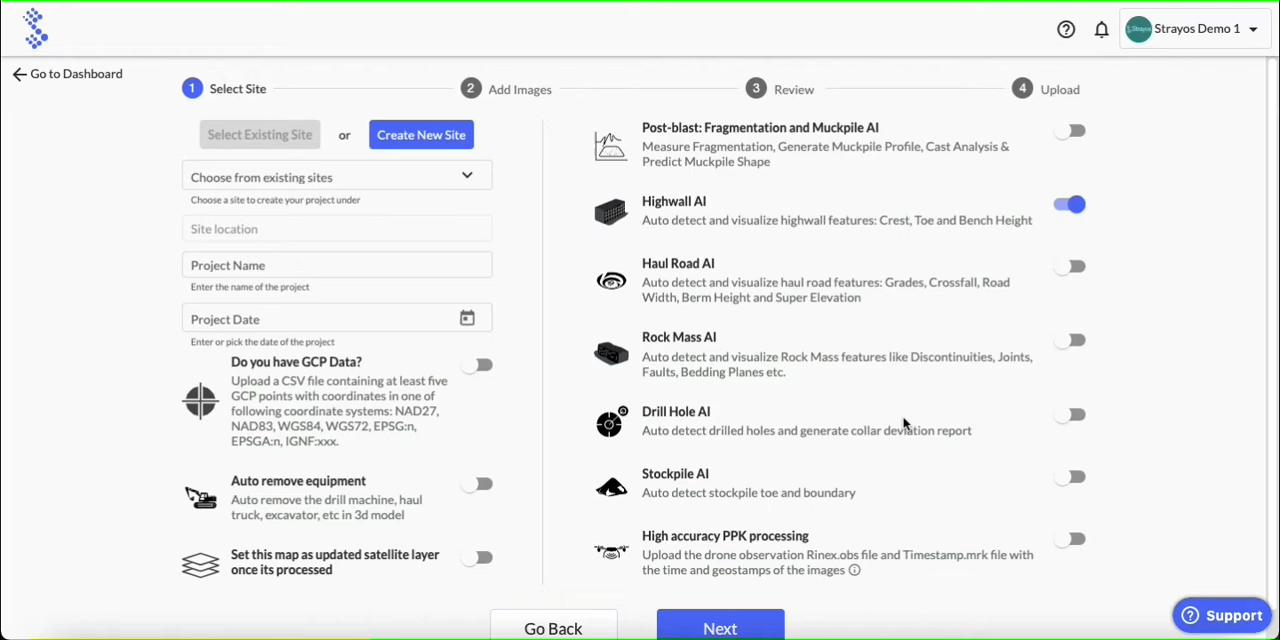 Strayos
Strayos Demo 1
Go to Dashboard
1 Select Site
2 Add Images
3 Review
4 Upload
Select Existing Site or Create New Site
Choose from existing sites
Choose a site to create your project under
Site location
Project Name
Enter the name of the project
Project Date
Enter or pick the date of the project
Do you have GCP Data?
Upload a CSV file containing at least five
GCP points with coordinates in one of
following coordinate systems: NAD27,
NAD83, WGS84, WGS72, EPSG:n,
EPSGA:n, IGNF:xxx.
Auto remove equipment
Auto remove the drill machine, haul
truck, excavator, etc in 3d model
Set this map as updated satellite layer
once its processed
Post-blast: Fragmentation and Muckpile AI
Measure Fragmentation, Generate Muckpile Profile, Cast Analysis &
Predict Muckpile Shape
Highwall AI
Auto detect and visualize highwall features: Crest, Toe and Bench Height
Haul Road AI
Auto detect and visualize haul road features: Grades, Crossfall, Road
Width, Berm Height and Super Elevation
Rock Mass AI
Auto detect and visualize Rock Mass features like Discontinuities, Joints,
Faults, Bedding Planes etc.
Drill Hole AI
Auto detect drilled holes and generate collar deviation report
Stockpile AI
Auto detect stockpile toe and boundary
High accuracy PPK processing
Upload the drone observation Rinex.obs file and Timestamp.mrk file with
the time and geostamps of the images
Go Back
Next
Support